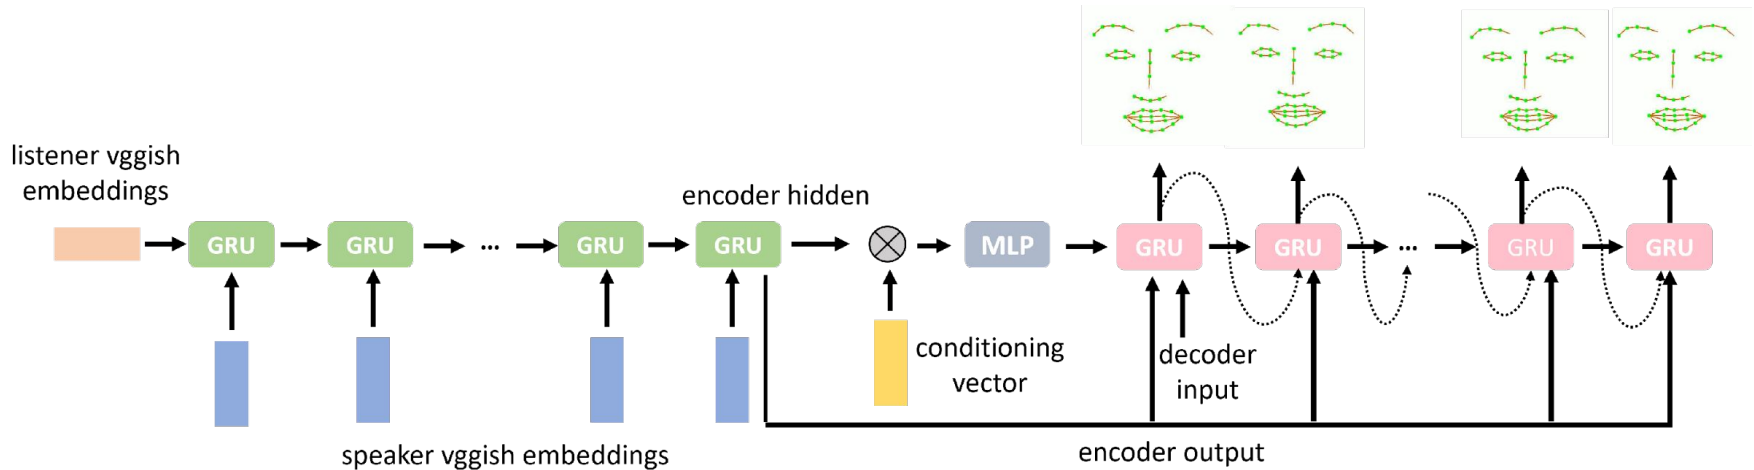 listener vggish
embeddings
encoder hidden
GRU
GRU
...
GRU
GRU
MLP
GRU
GRU
...
GRU
GRU
conditioning
vector
decoder
input
speaker vggish embeddings
encoder output